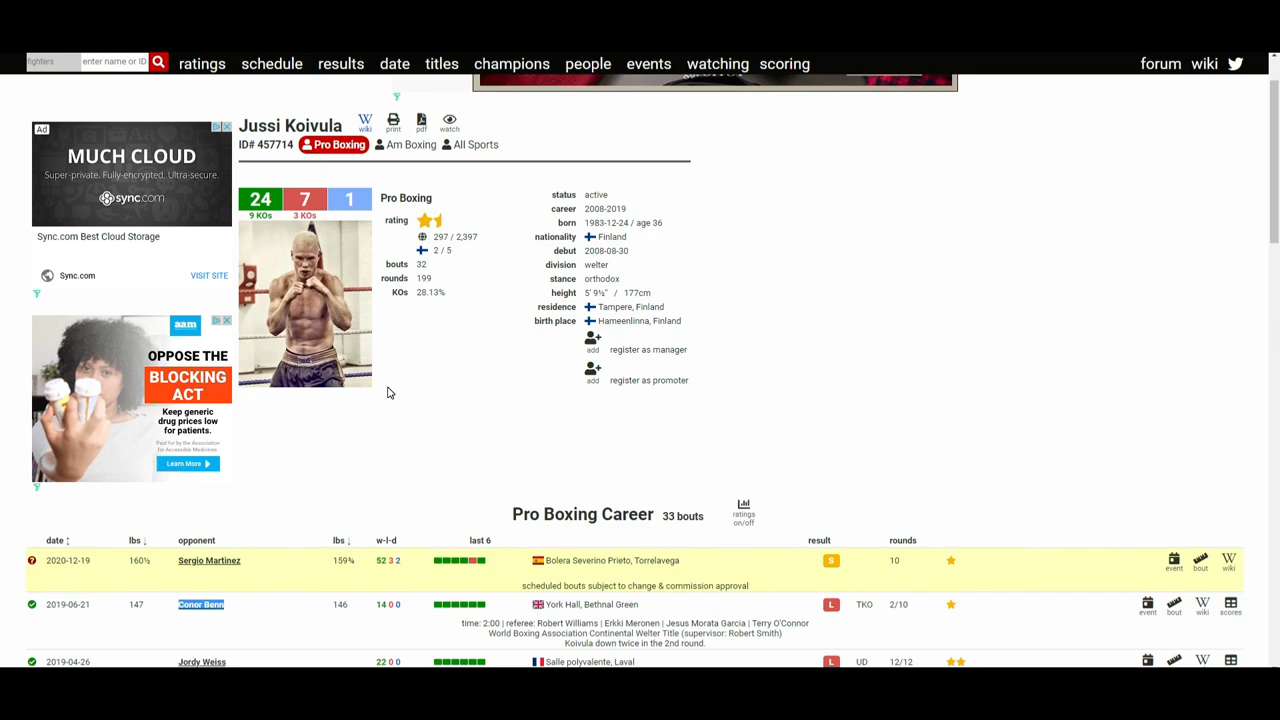 fighters enter name or ID ratings schedule results date titles champions people events watching scoring forum wiki
Jussi Koivula
wiki print pdf watch
ID# 457714 Pro Boxing Am Boxing All Sports
Ad
MUCH CLOUD
Super-private. Fully-encrypted. Ultra-secure.
sync.com
Sync.com Best Cloud Storage
Sync.com VISIT SITE
aam
OPPOSE THE
BLOCKING
ACT
Keep generic
drug prices low
for patients.
Paid for by the Association
for Accessible Medicines
Learn More
24 7 1
9 KOs 3 KOs
Pro Boxing
rating
297 / 2,397
2 / 5
bouts 32
rounds 199
KOs 28.13%
status active
career 2008-2019
born 1983-12-24 / age 36
nationality Finland
debut 2008-08-30
division welter
stance orthodox
height 5′ 9½″ / 177cm
residence Tampere, Finland
birth place Hameenlinna, Finland
add register as manager
add register as promoter
Pro Boxing Career 33 bouts
ratings
on/off
date lbs opponent lbs w-l-d last 6 result rounds
2020-12-19 160½ Sergio Martinez 159¾ 52 3 2 Bolera Severino Prieto, Torrelavega S 10
event bout wiki
scheduled bouts subject to change & commission approval
2019-06-21 147 Conor Benn 146 14 0 0 York Hall, Bethnal Green L TKO 2/10
event bout wiki scores
time: 2:00 | referee: Robert Williams | Erkki Meronen | Jesus Morata Garcia | Terry O'Connor
World Boxing Association Continental Welter Title (supervisor: Robert Smith)
Koivula down twice in the 2nd round.
2019-04-26 Jordy Weiss 22 0 0 Salle polyvalente, Laval L UD 12/12